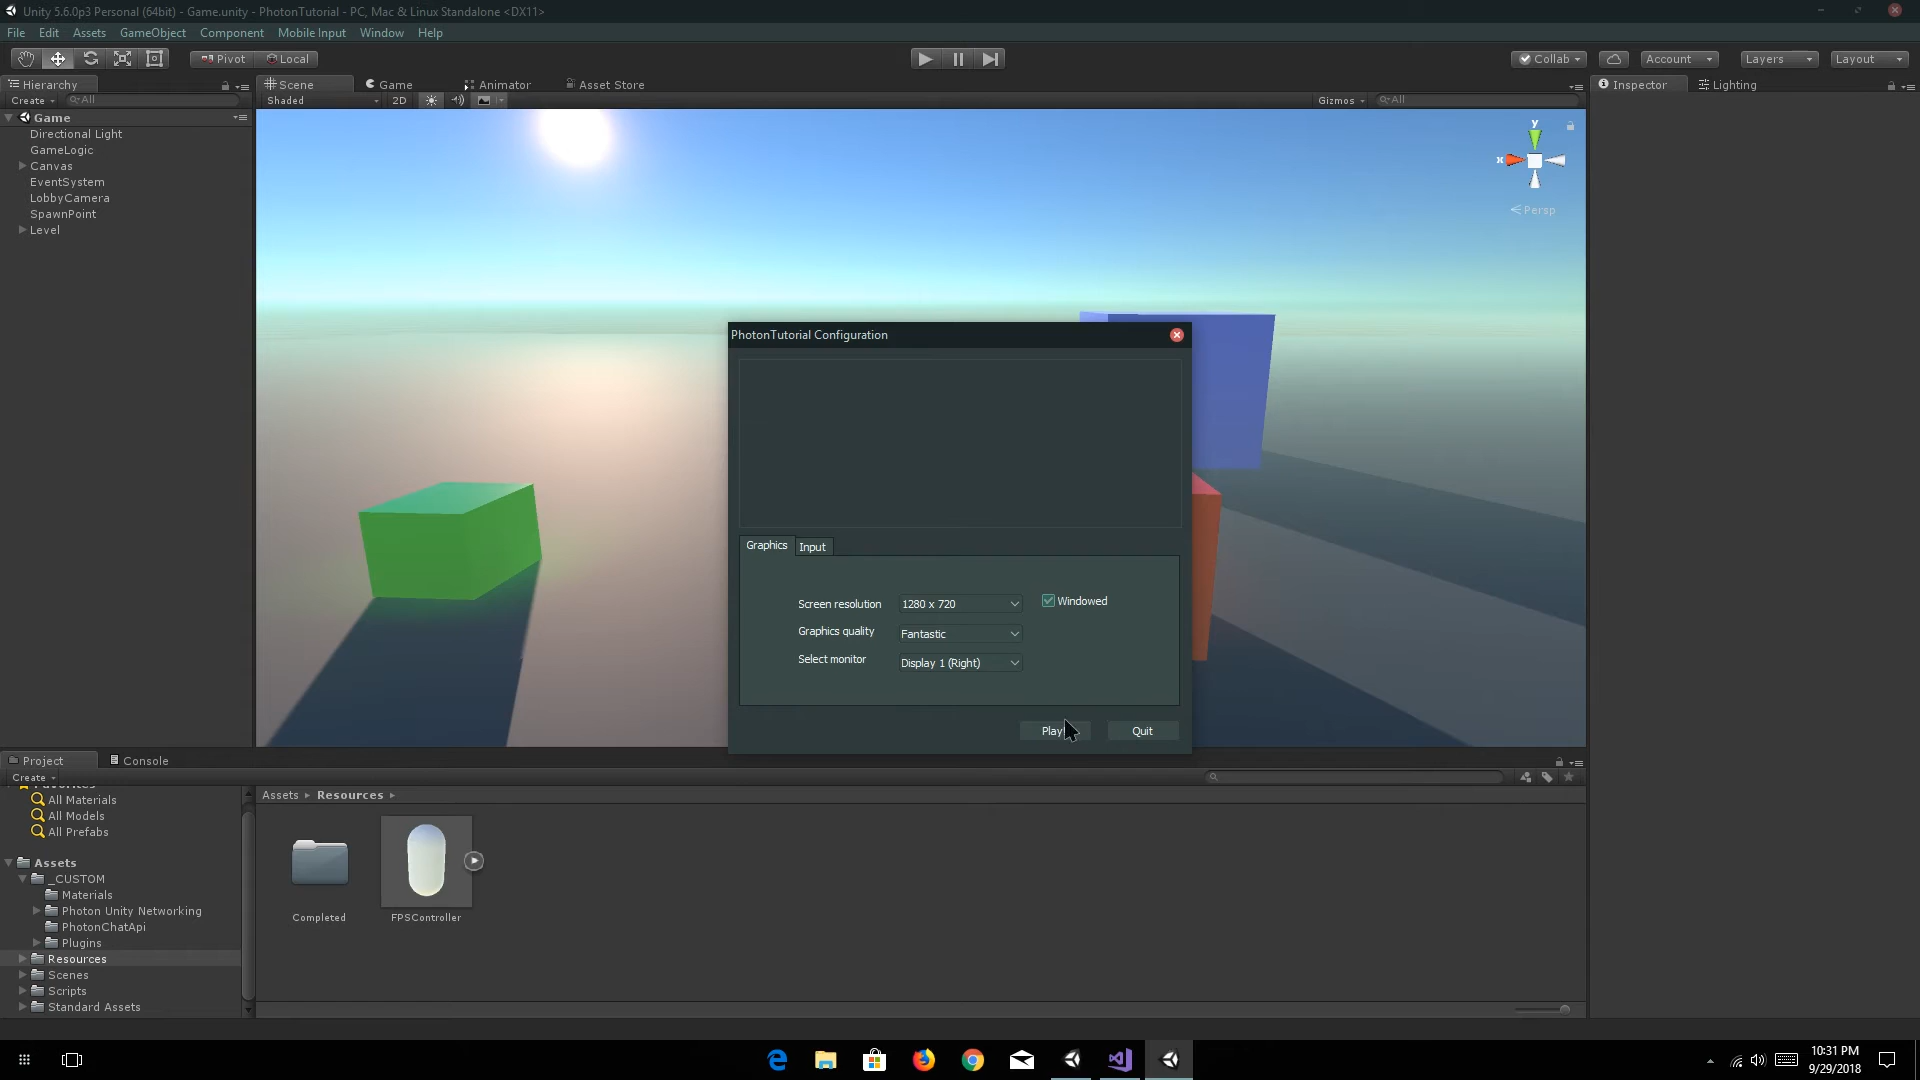 Unity 5.6.0p3 Personal (64bit) - Game.unity - PhotonTutorial - PC, Mac & Linux Standalone <DX11>
File Edit Assets GameObject Component Mobile Input Window Help
Pivot Local Collab Account Layers Layout
Hierarchy
Create All
Game
Directional Light
GameLogic
Canvas
EventSystem
LobbyCamera
SpawnPoint
Level
Scene Game Animator Asset Store
Shaded 2D Gizmos All
y
x
Persp
Inspector Lighting
PhotonTutorial Configuration
Graphics Input
Screen resolution 1280 x 720 Windowed
Graphics quality Fantastic
Select monitor Display 1 (Right)
Play Quit
Project Console
Create
Favorites
All Materials
All Models
All Prefabs
Assets
_CUSTOM
Materials
Photon Unity Networking
PhotonChatApi
Plugins
Resources
Scenes
Scripts
Standard Assets
Assets Resources
Completed FPSController
10:31 PM
9/29/2018